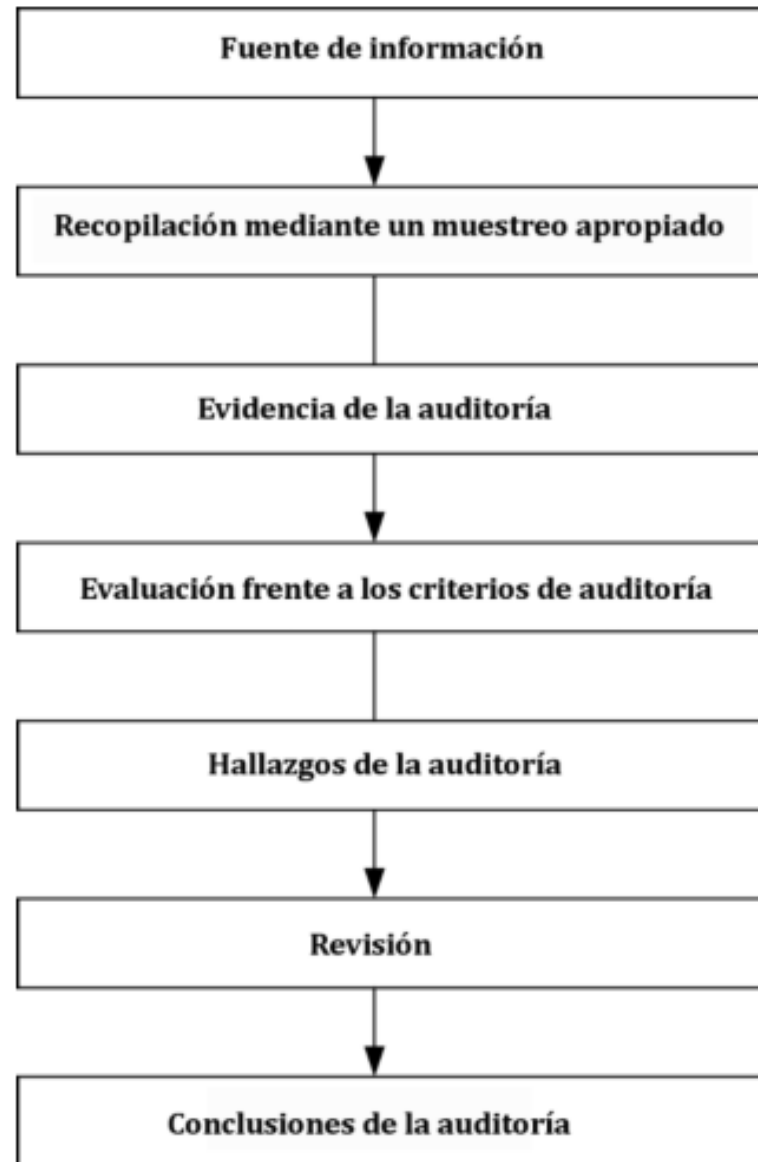 Fuente de información
Recopilación mediante un muestreo apropiado
Evidencia de la auditoría
Evaluación frente a los criterios de auditoría
Hallazgos de la auditoría
Revisión
Conclusiones de la auditoría